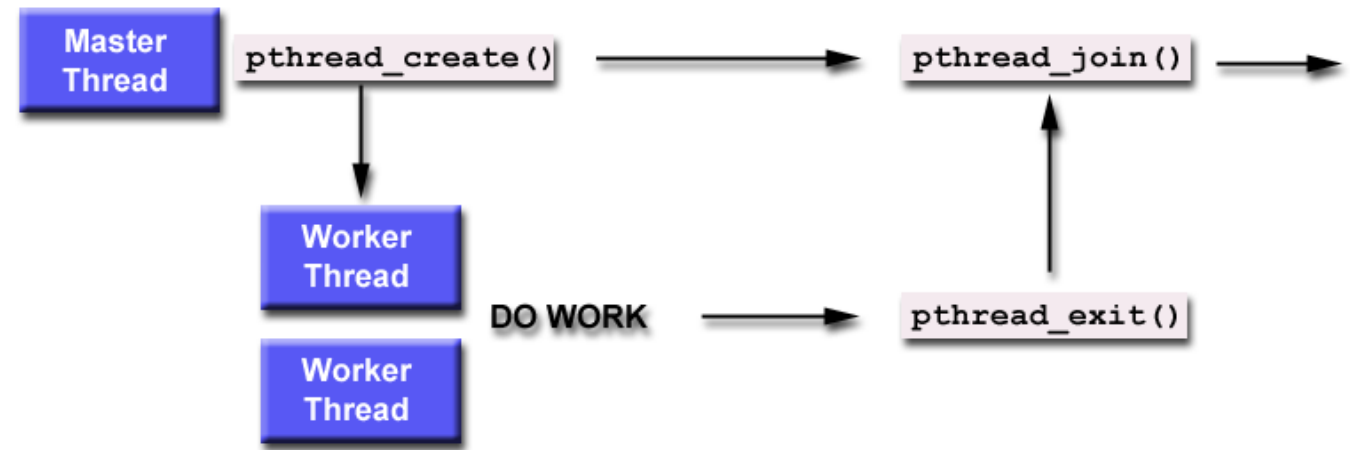 Master
Thread
pthread_create()
pthread_join()
Worker
Thread
DO WORK
pthread_exit()
Worker
Thread